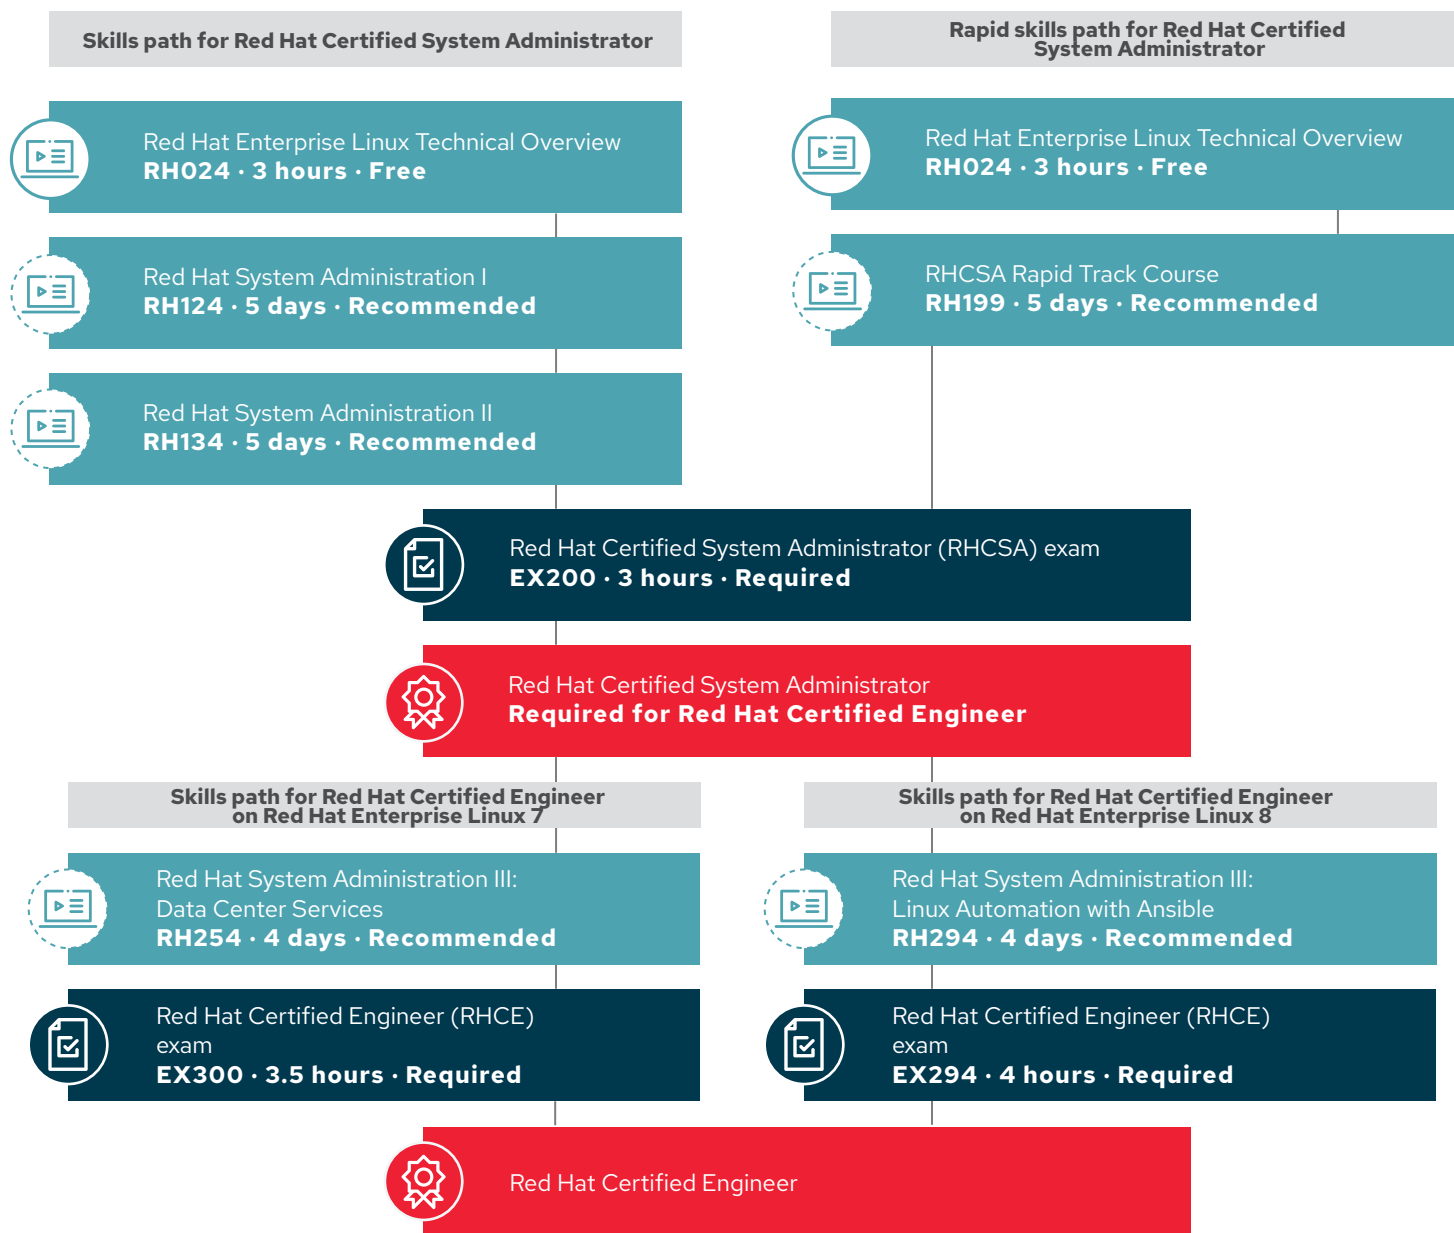 Skills path for Red Hat Certified System Administrator
Red Hat Enterprise Linux Technical Overview
RH024 · 3 hours · Free
Red Hat System Administration I
RH124 · 5 days · Recommended
Red Hat System Administration II
RH134 · 5 days · Recommended
Rapid skills path for Red Hat Certified
System Administrator
Red Hat Enterprise Linux Technical Overview
RH024 · 3 hours · Free
RHCSA Rapid Track Course
RH199 · 5 days · Recommended
Red Hat Certified System Administrator (RHCSA) exam
EX200 · 3 hours · Required
Red Hat Certified System Administrator
Required for Red Hat Certified Engineer
Skills path for Red Hat Certified Engineer
on Red Hat Enterprise Linux 7
Red Hat System Administration III:
Data Center Services
RH254 · 4 days · Recommended
Red Hat Certified Engineer (RHCE)
exam
EX300 · 3.5 hours · Required
Skills path for Red Hat Certified Engineer
on Red Hat Enterprise Linux 8
Red Hat System Administration III:
Linux Automation with Ansible
RH294 · 4 days · Recommended
Red Hat Certified Engineer (RHCE)
exam
EX294 · 4 hours · Required
Red Hat Certified Engineer